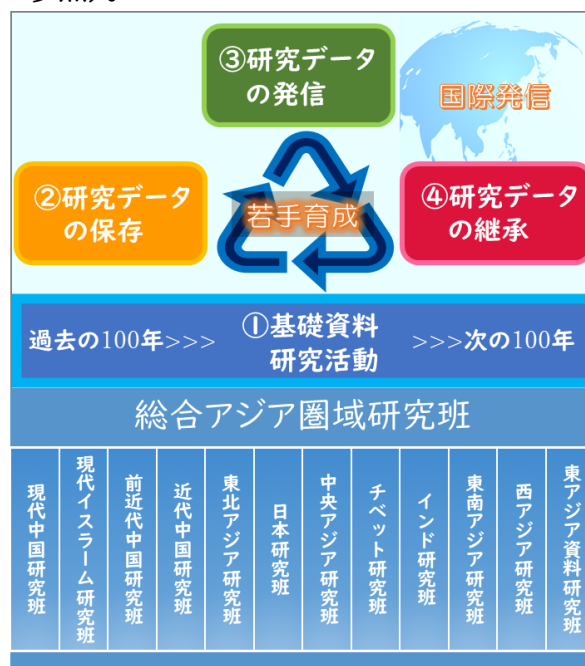 ③研究データ
の発信
国際発信
②研究データ
の保存
若手育成
④研究データ
の継承
過去の100年>>>
①基礎資料
研究活動
>>>次の100年
総合アジア圏域研究班
現代中国研究班
現代イスラーム研究班
前近代中国研究班
近代中国研究班
東北アジア研究班
日本研究班
中央アジア研究班
チベット研究班
インド研究班
東南アジア研究班
西アジア研究班
東アジア資料研究班